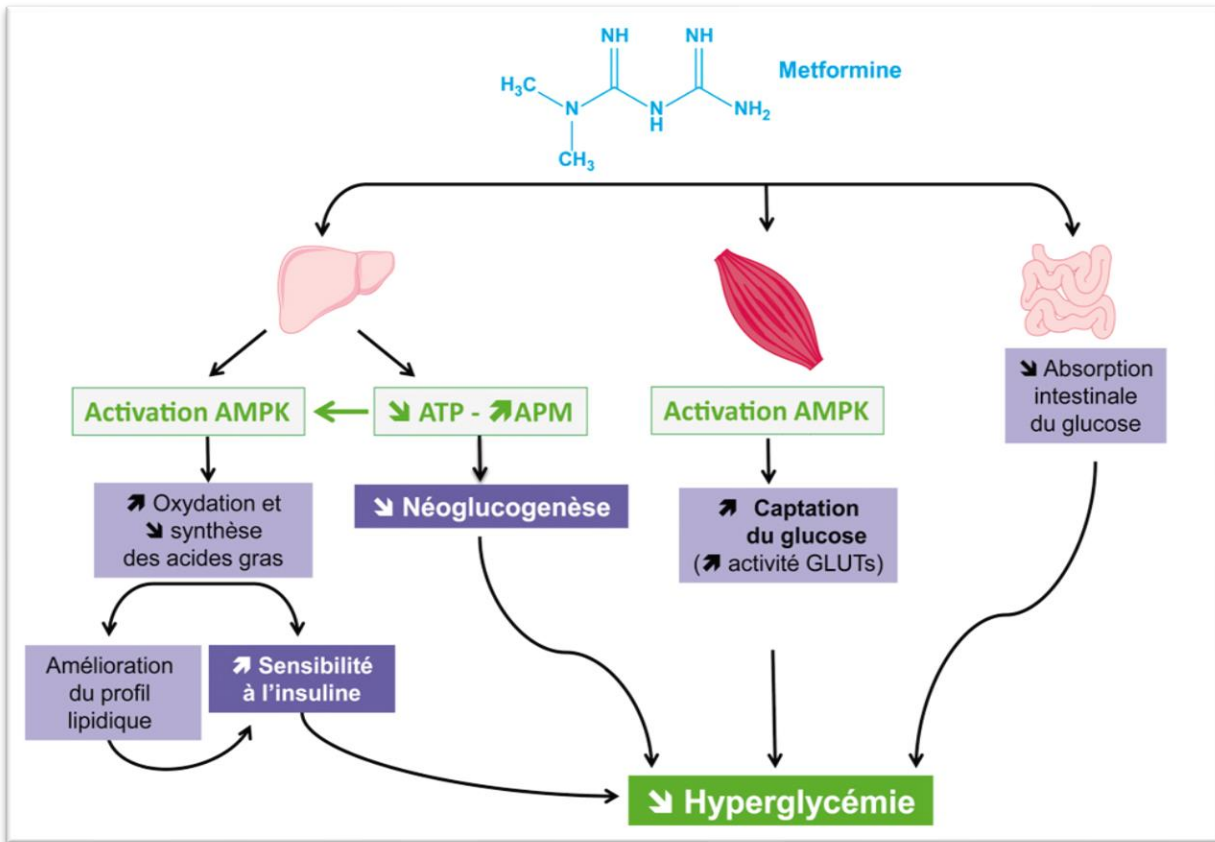 NH NH
Metformine
H₃C
N
N
H
NH₂
CH₃
Activation AMPK
↘ ATP - ↗APM
Activation AMPK
↘ Absorption
intestinale
du glucose
↗ Oxydation et
↘ synthèse
des acides gras
↘ Néoglucogenèse
↗ Captation
du glucose
(↗ activité GLUTs)
Amélioration
du profil
lipidique
↗ Sensibilité
à l'insuline
↘ Hyperglycémie